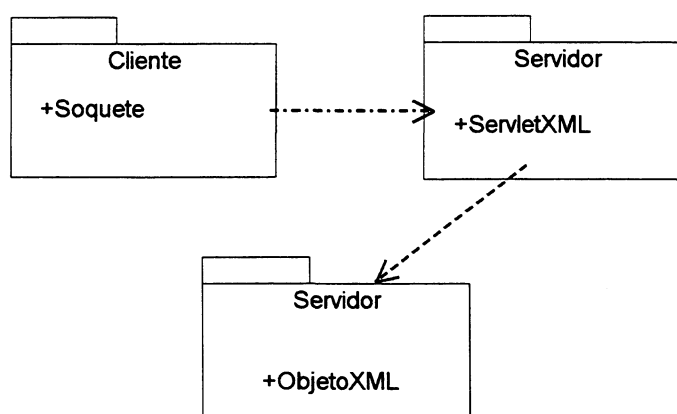 Cliente
+Soquete
Servidor
+ServletXML
Servidor
+ObjetoXML